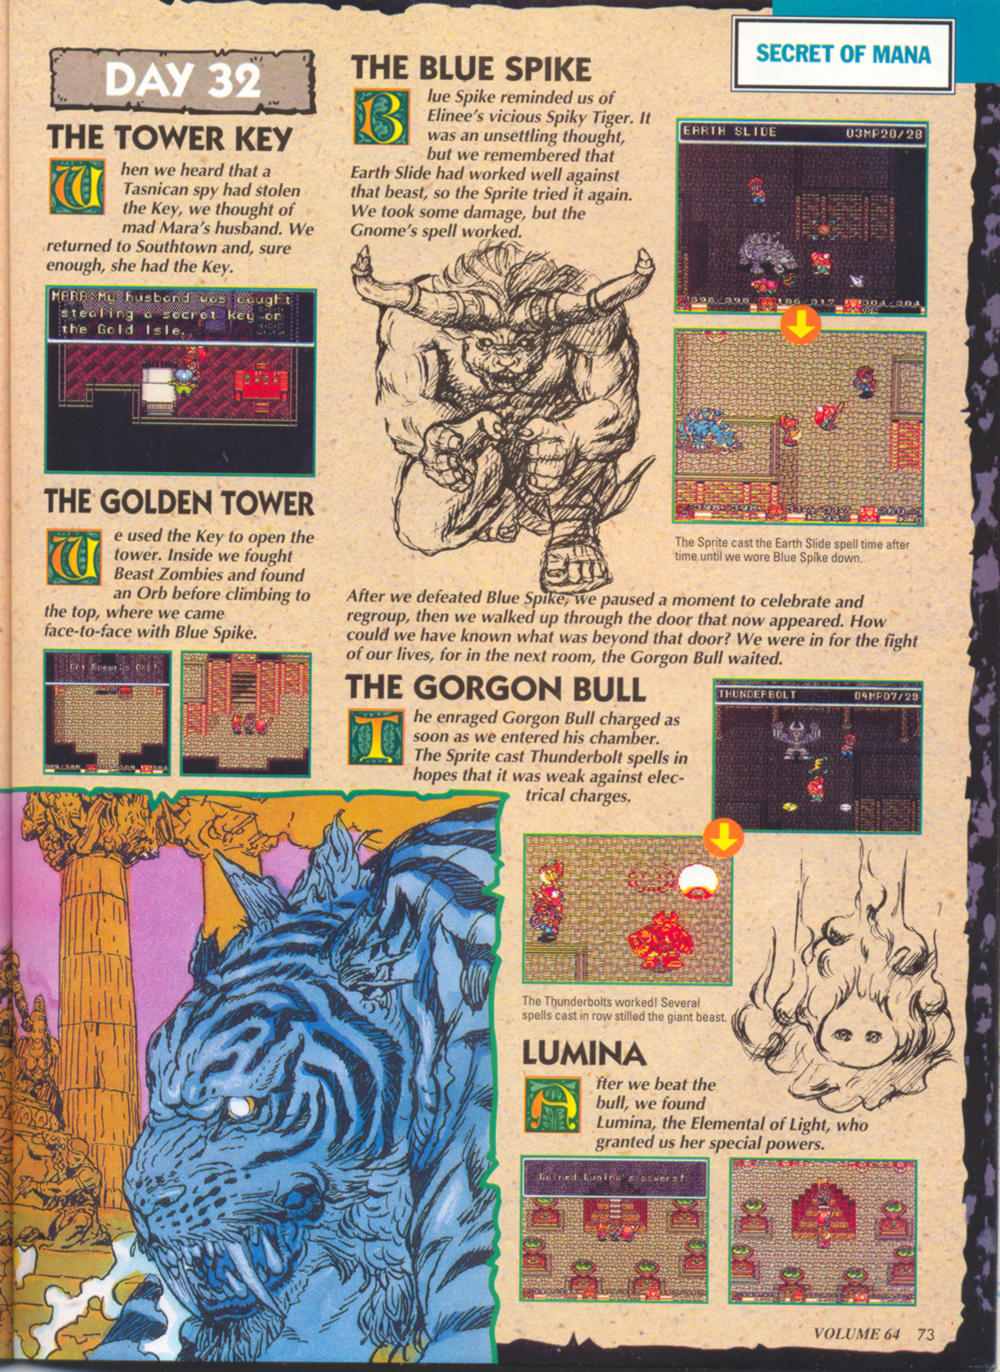 SECRET OF MANA
DAY 32
THE TOWER KEY
When we heard that a
Tasnican spy had stolen
the Key, we thought of
mad Mara's husband. We
returned to Southtown and, sure
enough, she had the Key.
MARA:My husband was caught
stealing a secret key on
the Gold Isle.
THE GOLDEN TOWER
We used the Key to open the
tower. Inside we fought
Beast Zombies and found
an Orb before climbing to
the top, where we came
face-to-face with Blue Spike.
Got Spear's Orb!
THE BLUE SPIKE
Blue Spike reminded us of
Elinee's vicious Spiky Tiger. It
was an unsettling thought,
but we remembered that
Earth Slide had worked well against
that beast, so the Sprite tried it again.
We took some damage, but the
Gnome's spell worked.
EARTH SLIDE 03MP20/28
398/398 186/317 304/304
The Sprite cast the Earth Slide spell time after
time until we wore Blue Spike down.
After we defeated Blue Spike, we paused a moment to celebrate and
regroup, then we walked up through the door that now appeared. How
could we have known what was beyond that door? We were in for the fight
of our lives, for in the next room, the Gorgon Bull waited.
THE GORGON BULL
The enraged Gorgon Bull charged as
soon as we entered his chamber.
The Sprite cast Thunderbolt spells in
hopes that it was weak against elec-
trical charges.
THUNDERBOLT 04MP07/29
The Thunderbolts worked! Several
spells cast in row stilled the giant beast.
LUMINA
After we beat the
bull, we found
Lumina, the Elemental of Light, who
granted us her special powers.
Gained Lumina's powers!
VOLUME 64 73